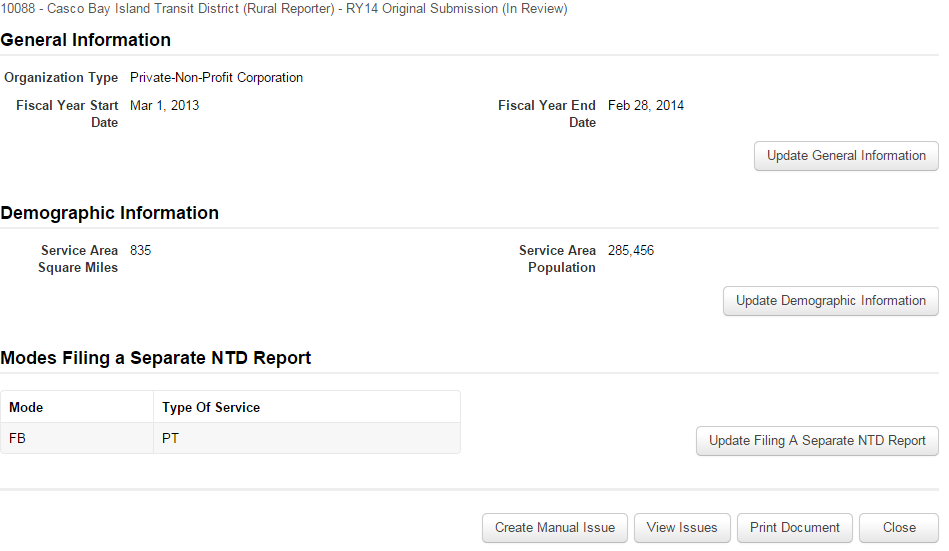 10088 - Casco Bay Island Transit District (Rural Reporter) - RY14 Original Submission (In Review)
General Information
Organization Type Private-Non-Profit Corporation
Fiscal Year Start Date Mar 1, 2013
Fiscal Year End Date Feb 28, 2014
Update General Information
Demographic Information
Service Area Square Miles 835
Service Area Population 285,456
Update Demographic Information
Modes Filing a Separate NTD Report
Mode Type Of Service
FB PT
Update Filing A Separate NTD Report
Create Manual Issue View Issues Print Document Close